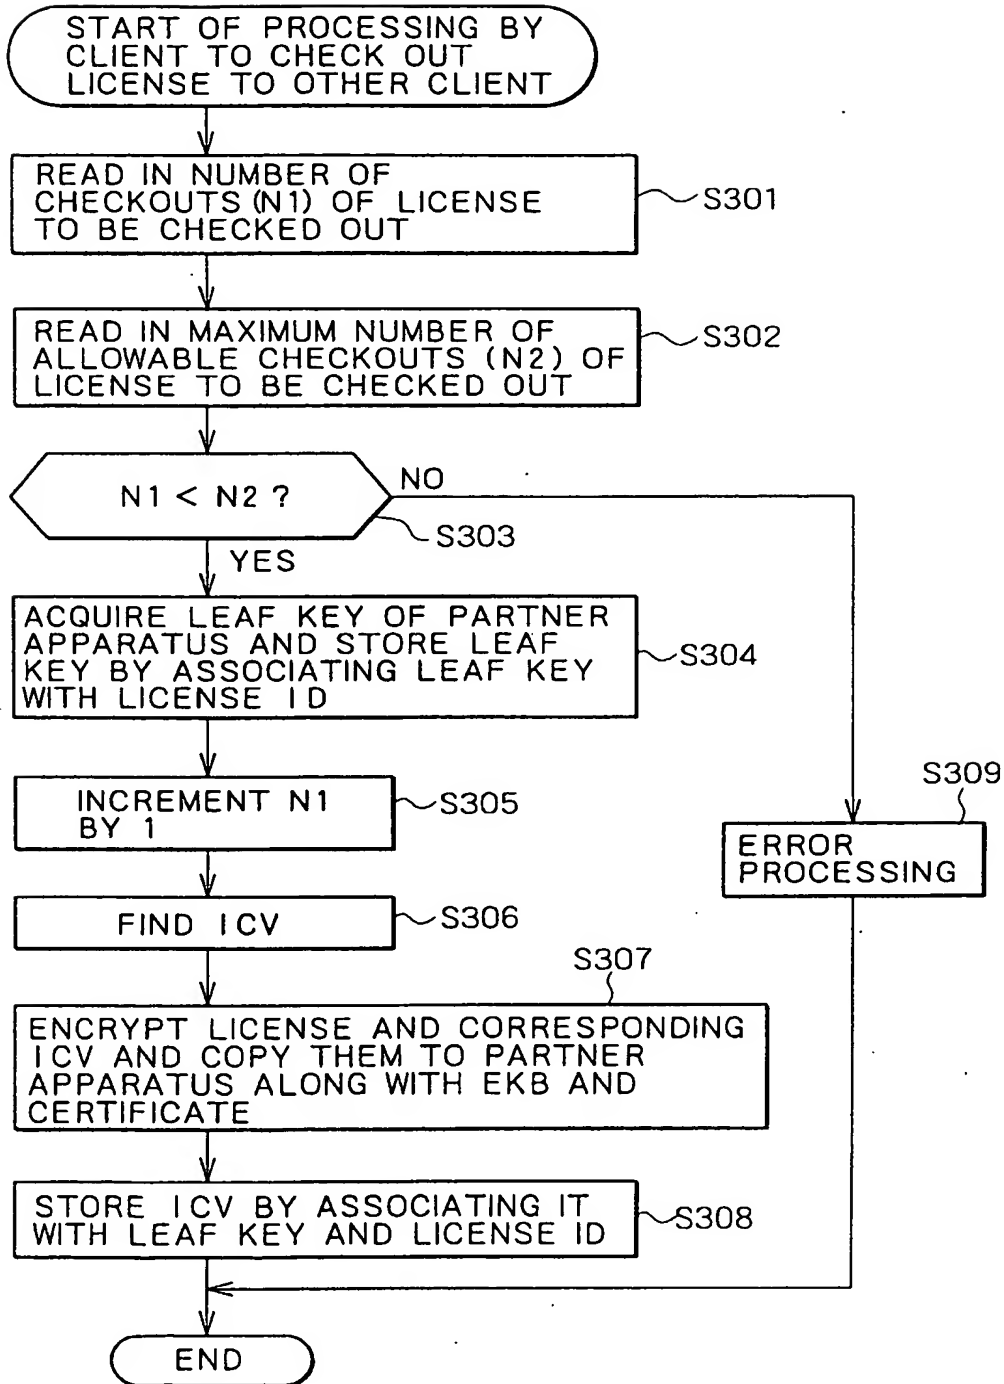 START OF PROCESSING BY
CLIENT TO CHECK OUT
LICENSE TO OTHER CLIENT
READ IN NUMBER OF
CHECKOUTS (N1) OF LICENSE
TO BE CHECKED OUT
S301
READ IN MAXIMUM NUMBER OF
ALLOWABLE CHECKOUTS (N2) OF
LICENSE TO BE CHECKED OUT
S302
N1 < N2 ?
NO
S303
YES
ACQUIRE LEAF KEY OF PARTNER
APPARATUS AND STORE LEAF
KEY BY ASSOCIATING LEAF KEY
WITH LICENSE ID
S304
INCREMENT N1
BY 1
S305
S309
ERROR
PROCESSING
FIND ICV
S306
S307
ENCRYPT LICENSE AND CORRESPONDING
ICV AND COPY THEM TO PARTNER
APPARATUS ALONG WITH EKB AND
CERTIFICATE
STORE ICV BY ASSOCIATING IT
WITH LEAF KEY AND LICENSE ID
S308
END